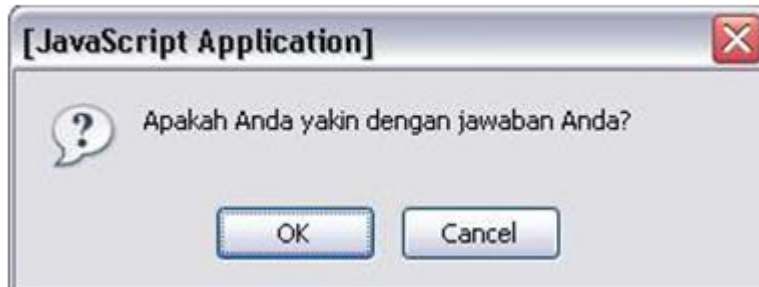 [JavaScript Application]
?
Apakah Anda yakin dengan jawaban Anda?
OK
Cancel